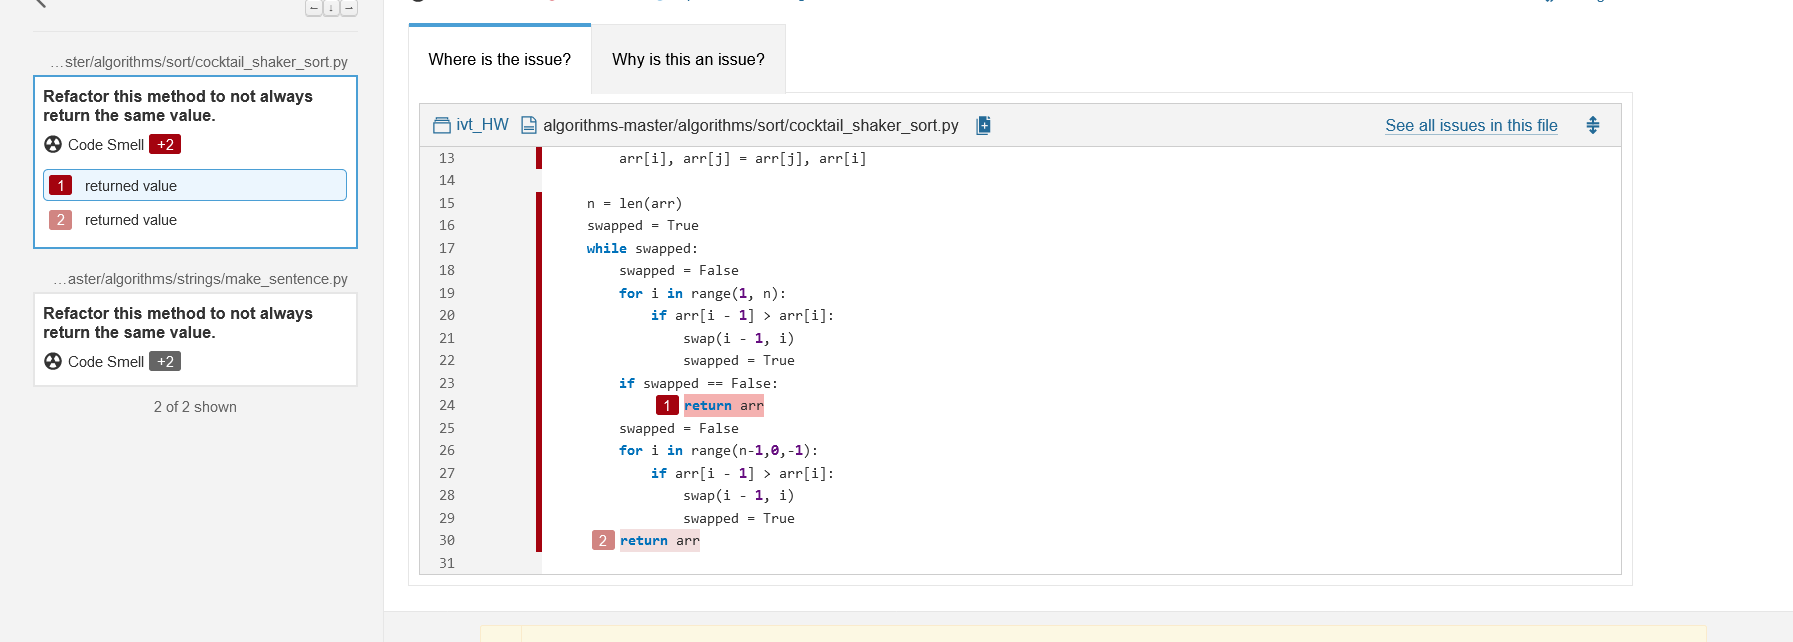 …ster/algorithms/sort/cocktail_shaker_sort.py
Refactor this method to not always
return the same value.
Code Smell +2
1 returned value
2 returned value
…aster/algorithms/strings/make_sentence.py
Refactor this method to not always
return the same value.
Code Smell +2
2 of 2 shown
Where is the issue? Why is this an issue?
ivt_HW algorithms-master/algorithms/sort/cocktail_shaker_sort.py See all issues in this file
13 arr[i], arr[j] = arr[j], arr[i]
14
15 n = len(arr)
16 swapped = True
17 while swapped:
18 swapped = False
19 for i in range(1, n):
20 if arr[i - 1] > arr[i]:
21 swap(i - 1, i)
22 swapped = True
23 if swapped == False:
24 1 return arr
25 swapped = False
26 for i in range(n-1,0,-1):
27 if arr[i - 1] > arr[i]:
28 swap(i - 1, i)
29 swapped = True
30 2 return arr
31